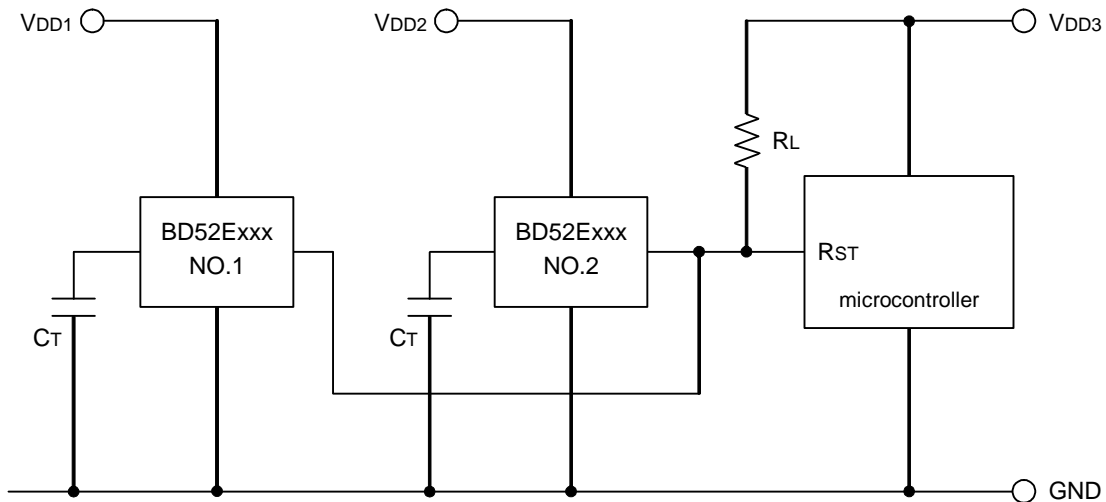 VDD1
VDD2
VDD3
RL
BD52Exxx
NO.1
BD52Exxx
NO.2
RST
microcontroller
CT
CT
GND